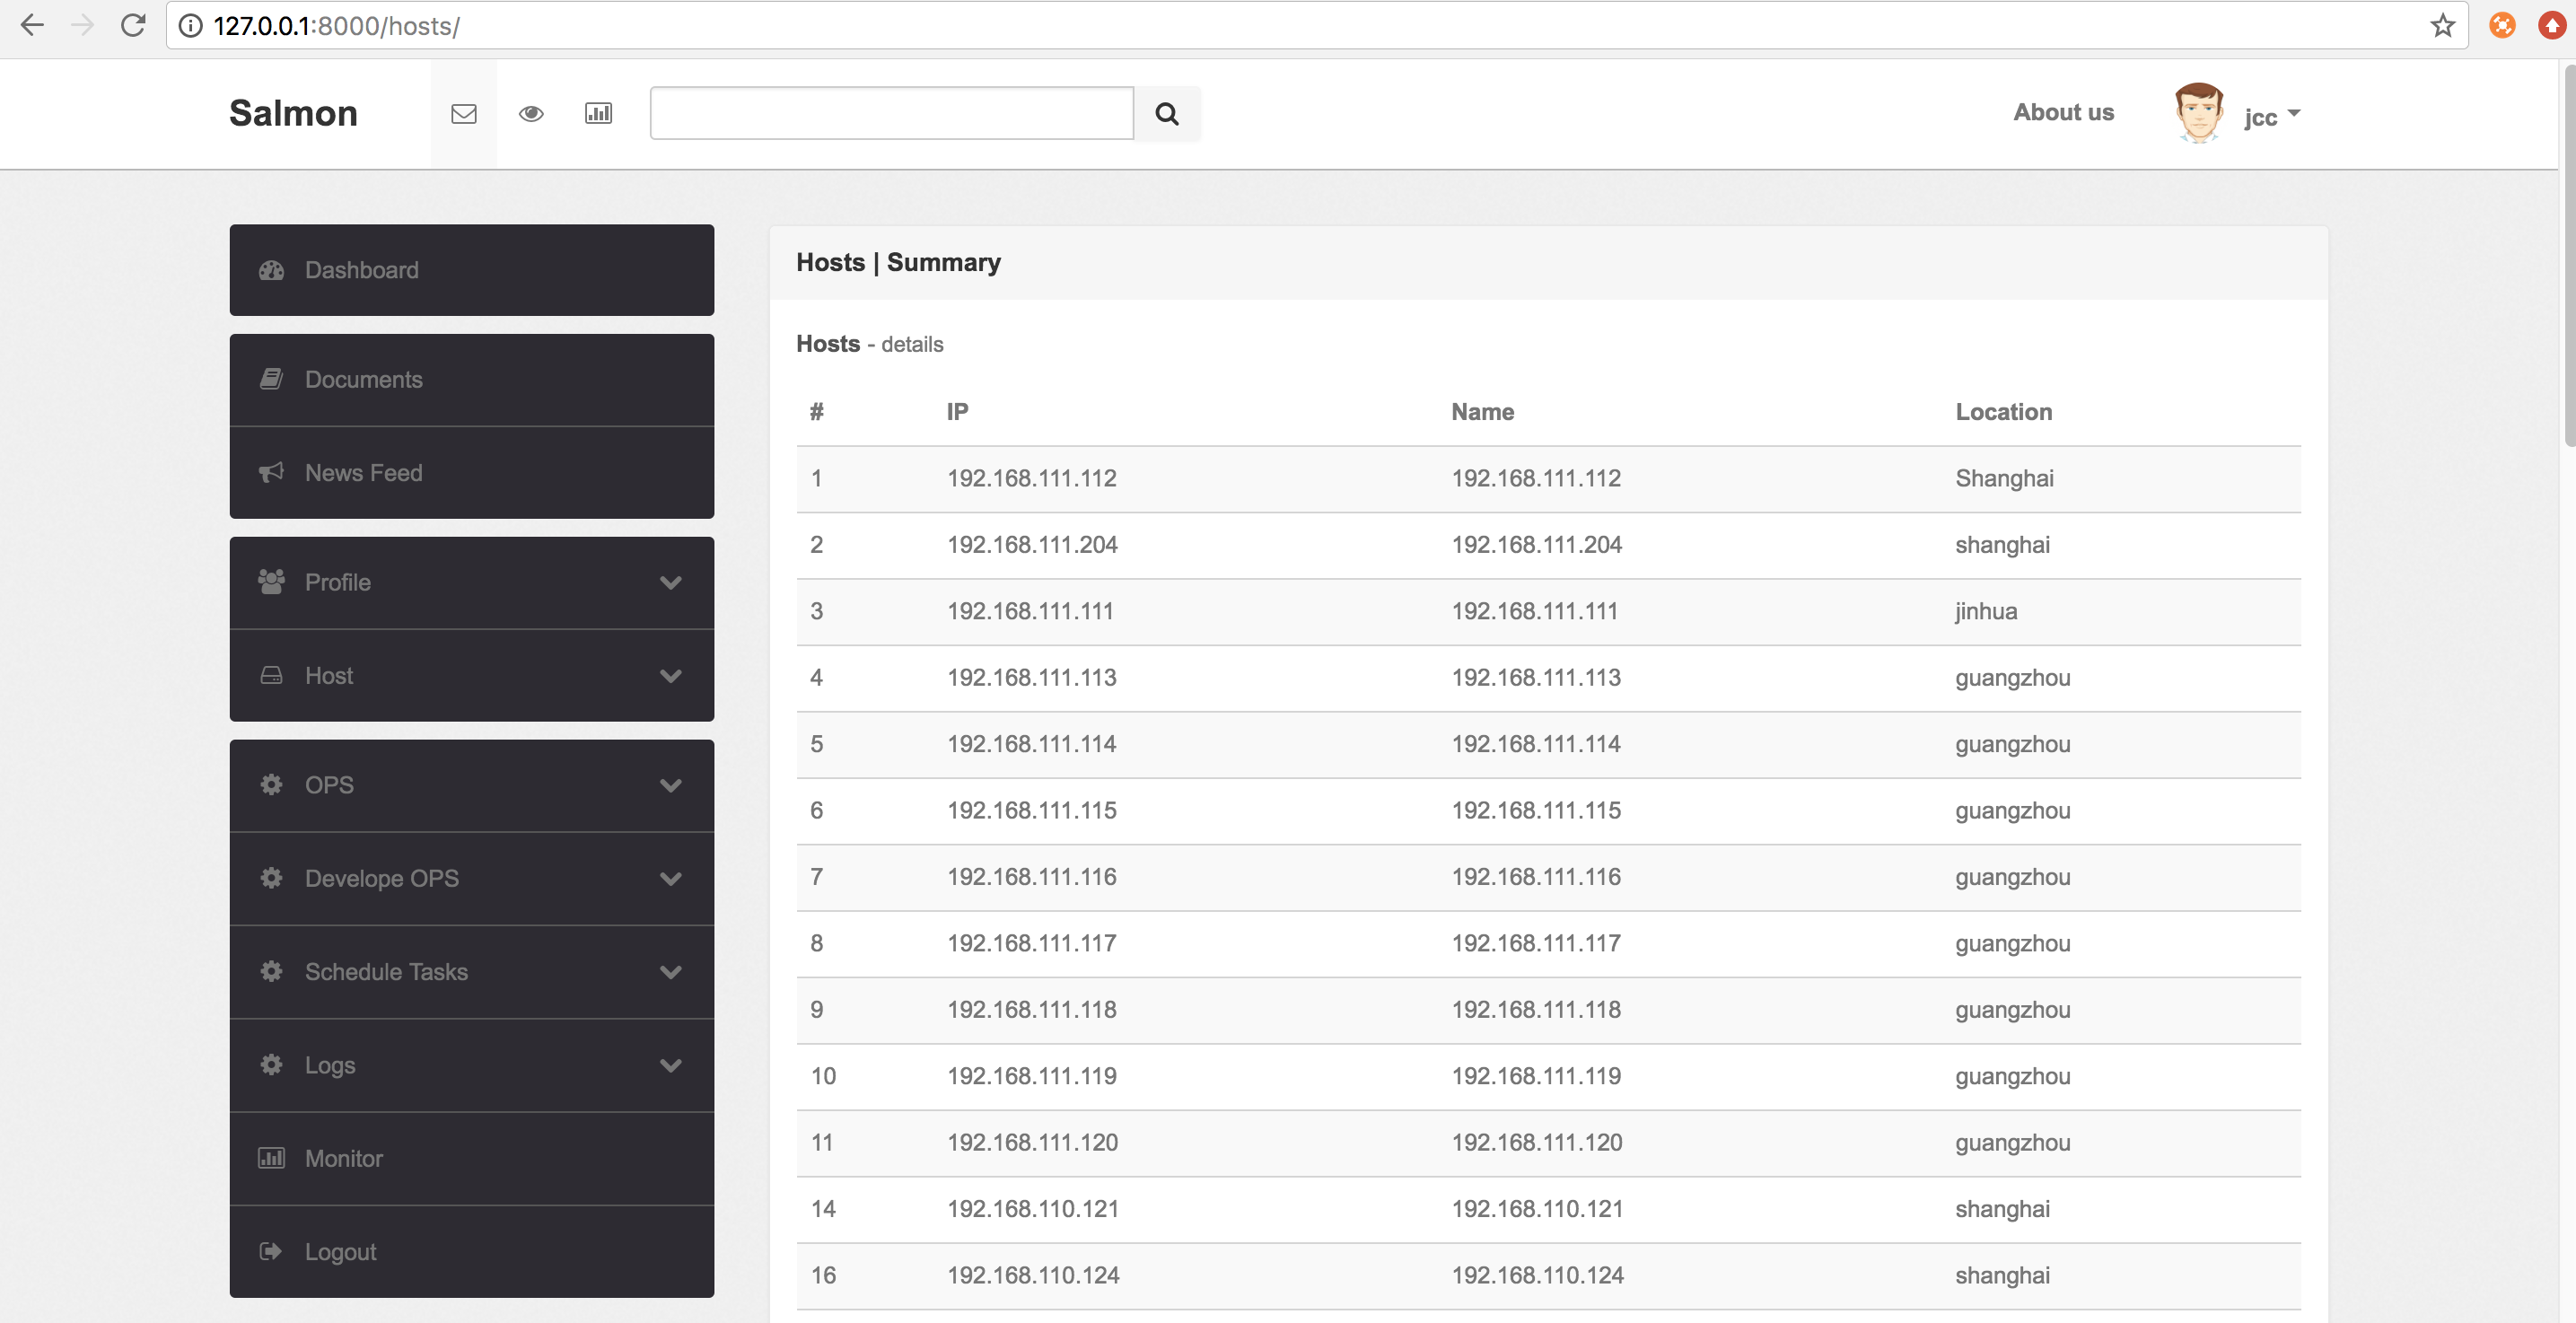 127.0.0.1:8000/hosts/
Salmon
About us
jcc
Dashboard
Documents
News Feed
Profile
Host
OPS
Develope OPS
Schedule Tasks
Logs
Monitor
Logout
Hosts | Summary
Hosts - details
# IP Name Location
1 192.168.111.112 192.168.111.112 Shanghai
2 192.168.111.204 192.168.111.204 shanghai
3 192.168.111.111 192.168.111.111 jinhua
4 192.168.111.113 192.168.111.113 guangzhou
5 192.168.111.114 192.168.111.114 guangzhou
6 192.168.111.115 192.168.111.115 guangzhou
7 192.168.111.116 192.168.111.116 guangzhou
8 192.168.111.117 192.168.111.117 guangzhou
9 192.168.111.118 192.168.111.118 guangzhou
10 192.168.111.119 192.168.111.119 guangzhou
11 192.168.111.120 192.168.111.120 guangzhou
14 192.168.110.121 192.168.110.121 shanghai
16 192.168.110.124 192.168.110.124 shanghai